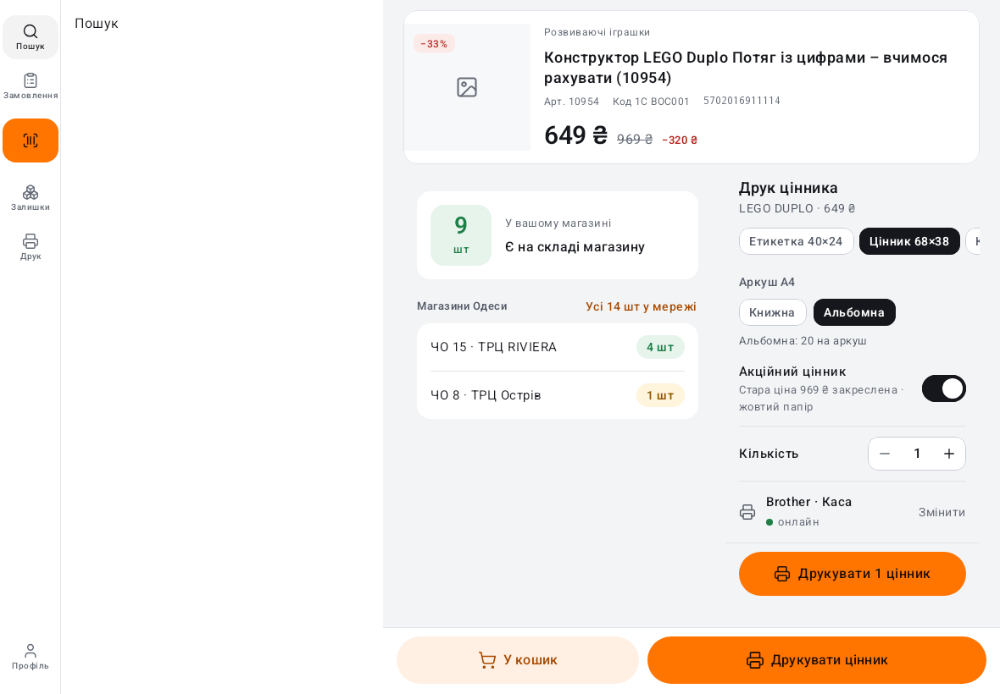 Пошук
Замовлення
Залишки
Друк
Профіль
Пошук
−33%
Розвиваючі іграшки
Конструктор LEGO Duplo Потяг із цифрами – вчимося
рахувати (10954)
Арт. 10954 Код 1С BOC001 5702016911114
649 ₴ 969 ₴ −320 ₴
9
шт
У вашому магазині
Є на складі магазину
Магазини Одеси
Усі 14 шт у мережі
ЧО 15 · ТРЦ RIVIERA
4 шт
ЧО 8 · ТРЦ Острів
1 шт
Друк цінника
LEGO DUPLO · 649 ₴
Етикетка 40×24
Цінник 68×38
Аркуш A4
Книжна
Альбомна
Альбомна: 20 на аркуш
Акційний цінник
Стара ціна 969 ₴ закреслена ·
жовтий папір
Кількість
− 1 +
Brother · Каса
онлайн
Змінити
Друкувати 1 цінник
У кошик
Друкувати цінник